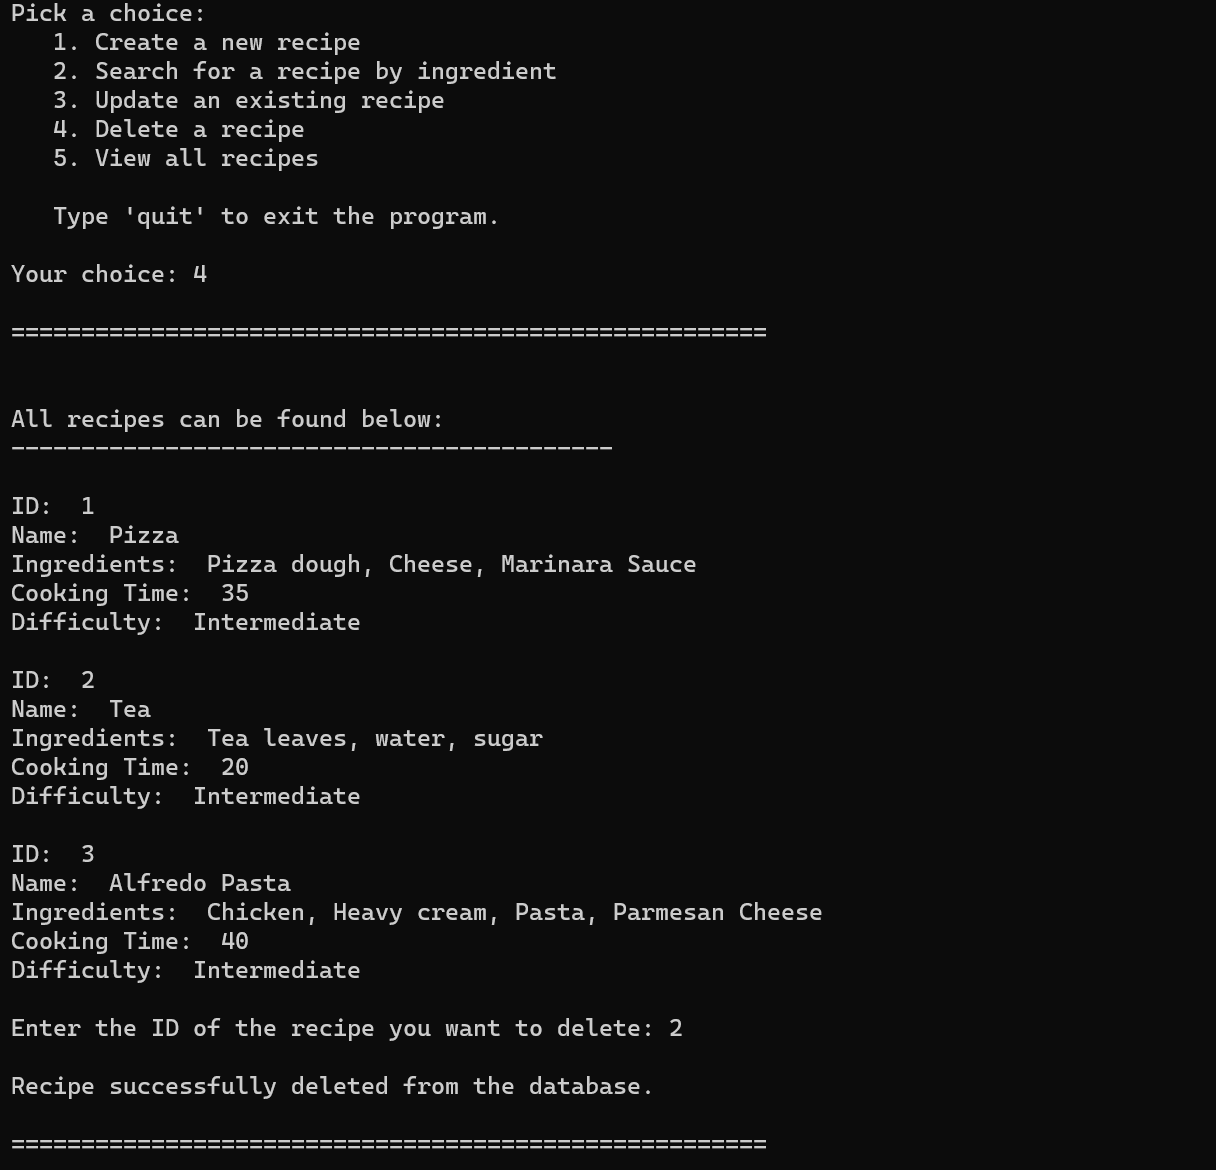 Pick a choice:
   1. Create a new recipe
   2. Search for a recipe by ingredient
   3. Update an existing recipe
   4. Delete a recipe
   5. View all recipes

   Type 'quit' to exit the program.

Your choice: 4

======================================================


All recipes can be found below:
-------------------------------------------

ID:  1
Name:  Pizza
Ingredients:  Pizza dough, Cheese, Marinara Sauce
Cooking Time:  35
Difficulty:  Intermediate

ID:  2
Name:  Tea
Ingredients:  Tea leaves, water, sugar
Cooking Time:  20
Difficulty:  Intermediate

ID:  3
Name:  Alfredo Pasta
Ingredients:  Chicken, Heavy cream, Pasta, Parmesan Cheese
Cooking Time:  40
Difficulty:  Intermediate

Enter the ID of the recipe you want to delete: 2

Recipe successfully deleted from the database.

======================================================